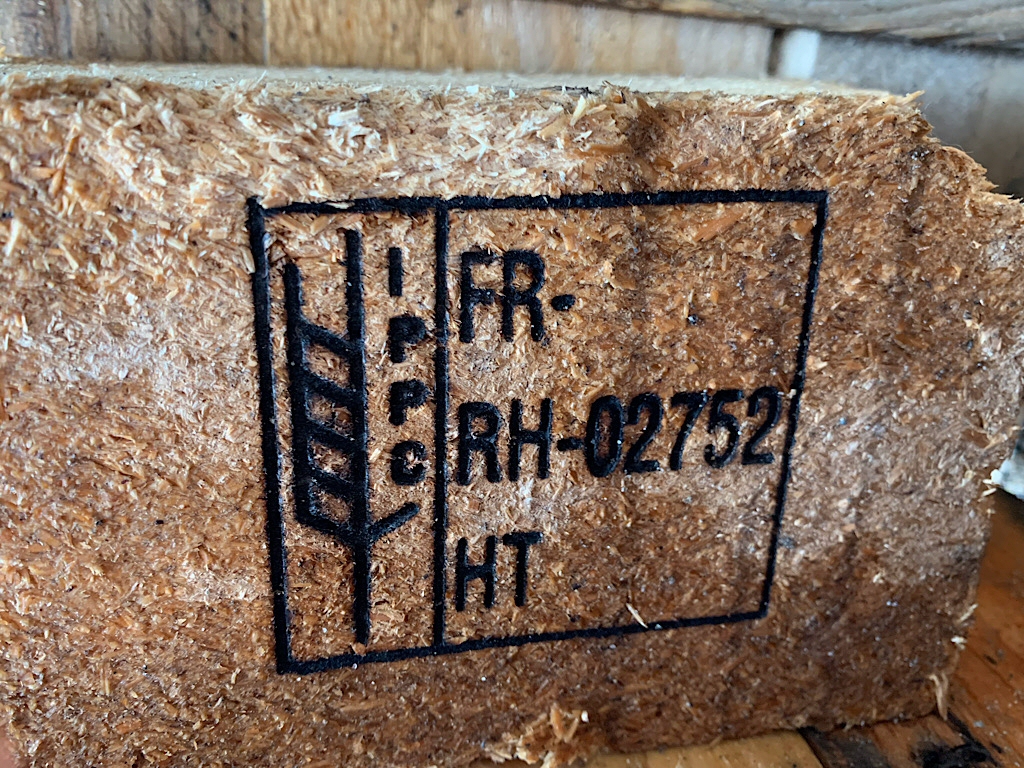 IPPC
FR-
RH-02752
HT